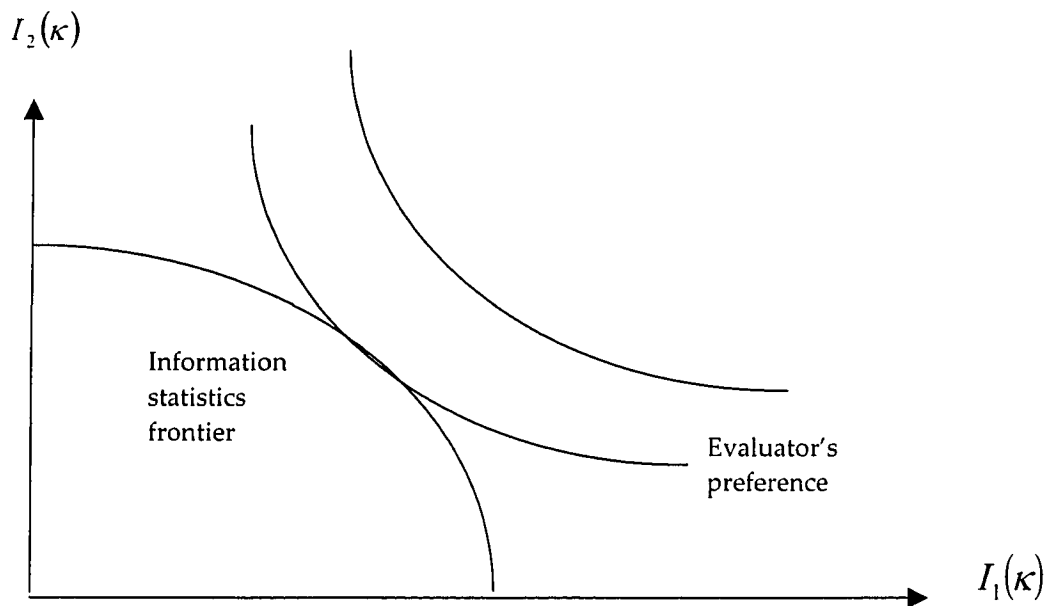 I₂(κ)
Information
statistics
frontier
Evaluator's
preference
I₁(κ)